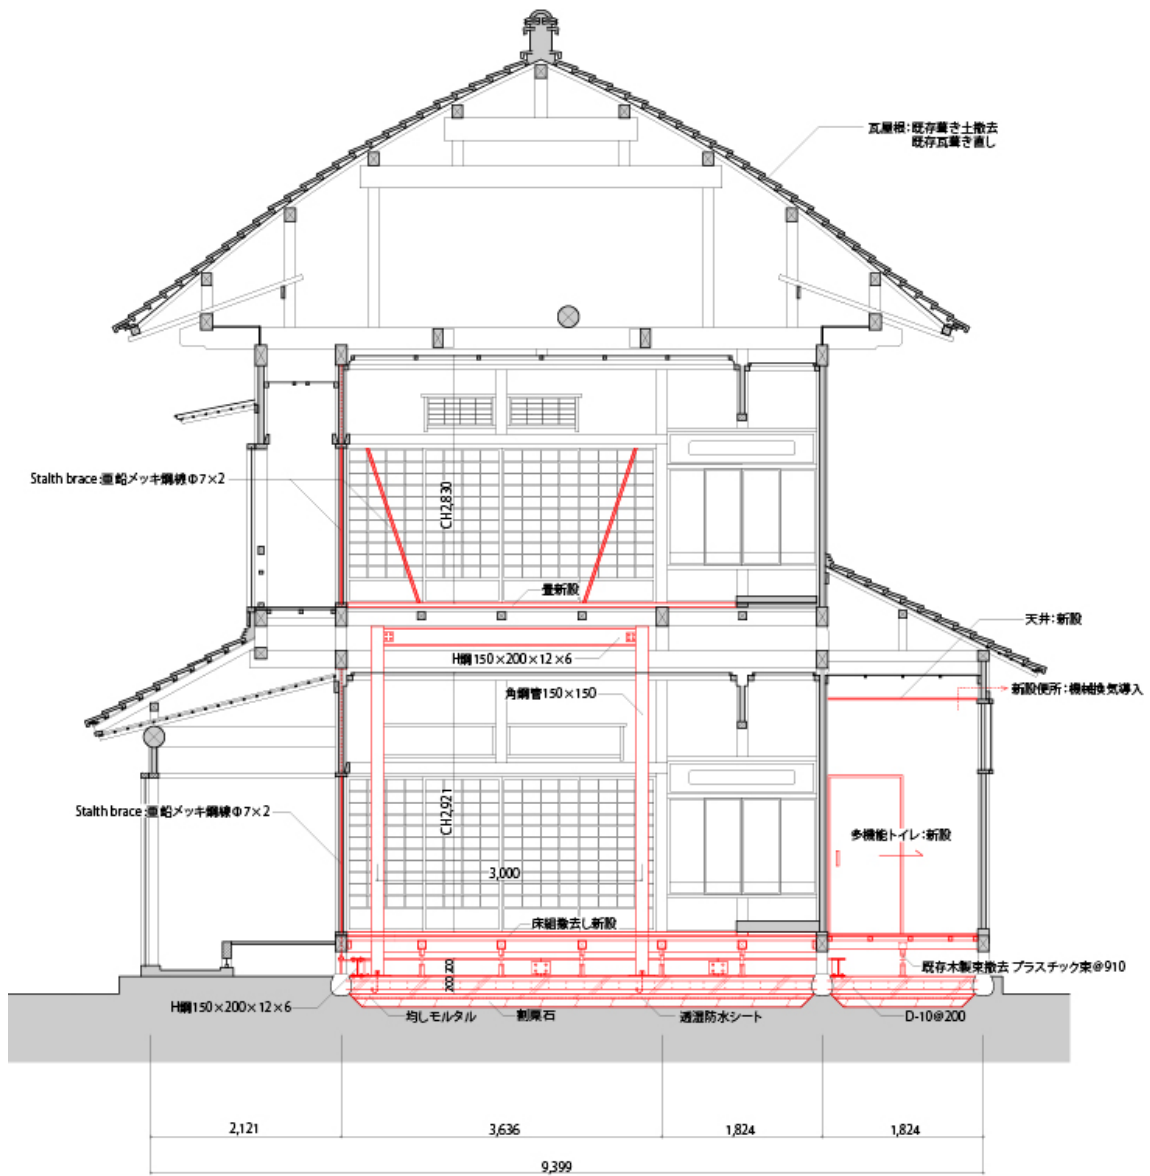 瓦屋根:既存葺き土撤去
既存瓦葺き直し
Stalth brace:亜鉛メッキ鋼線Φ7×2
CH2,830
畳新設
天井:新設
H鋼150×200×12×6
角鋼管150×150
新設便所:機械換気導入
Stalth brace:亜鉛メッキ鋼線Φ7×2
CH2,921
多機能トイレ:新設
3,000
床組撤去し新設
200 200
既存木製束撤去 プラスチック束@910
H鋼150×200×12×6
均しモルタル
割栗石
透湿防水シート
D-10@200
2,121
3,636
1,824
1,824
9,399